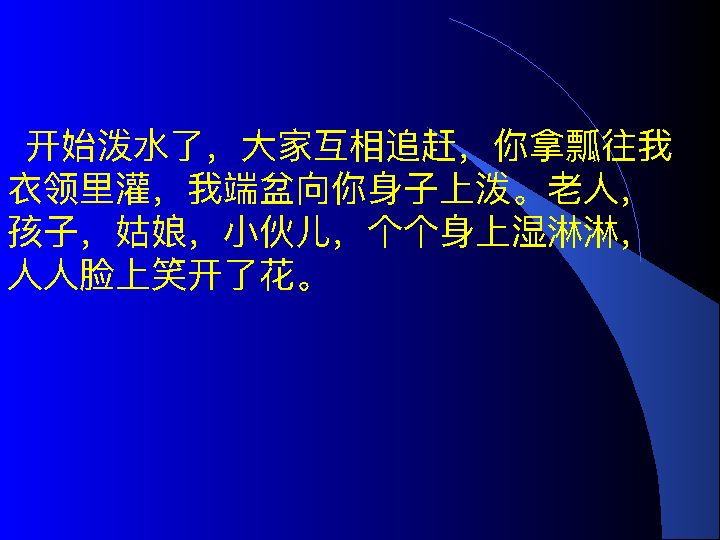 开始泼水了，大家互相追赶，你拿瓢往我
衣领里灌，我端盆向你身子上泼。老人，
孩子，姑娘，小伙儿，个个身上湿淋淋，
人人脸上笑开了花。